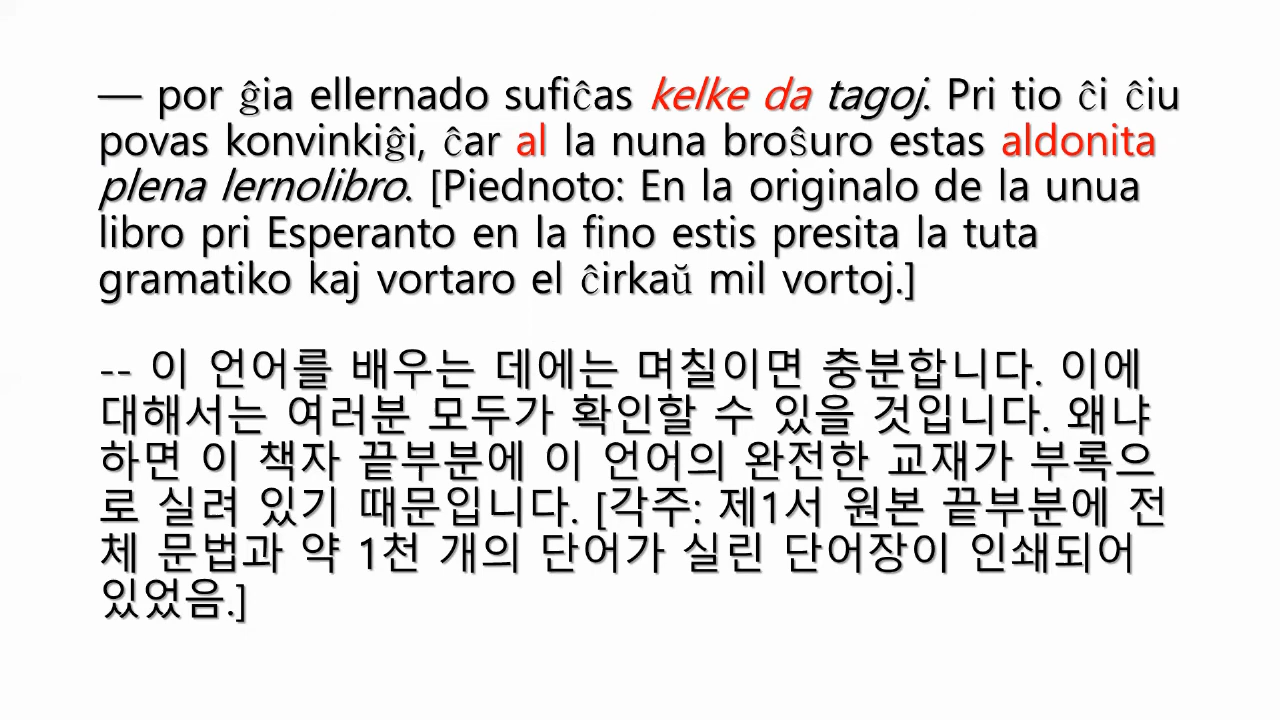 — por ĝia ellernado sufiĉas kelke da tagoj. Pri tio ĉi ĉiu
povas konvinkiĝi, ĉar al la nuna broŝuro estas aldonita
plena lernolibro. [Piednoto: En la originalo de la unua
libro pri Esperanto en la fino estis presita la tuta
gramatiko kaj vortaro el ĉirkaŭ mil vortoj.]
-- 이 언어를 배우는 데에는 며칠이면 충분합니다. 이에
대해서는 여러분 모두가 확인할 수 있을 것입니다. 왜냐
하면 이 책자 끝부분에 이 언어의 완전한 교재가 부록으
로 실려 있기 때문입니다. [각주: 제1서 원본 끝부분에 전
체 문법과 약 1천 개의 단어가 실린 단어장이 인쇄되어
있었음.]